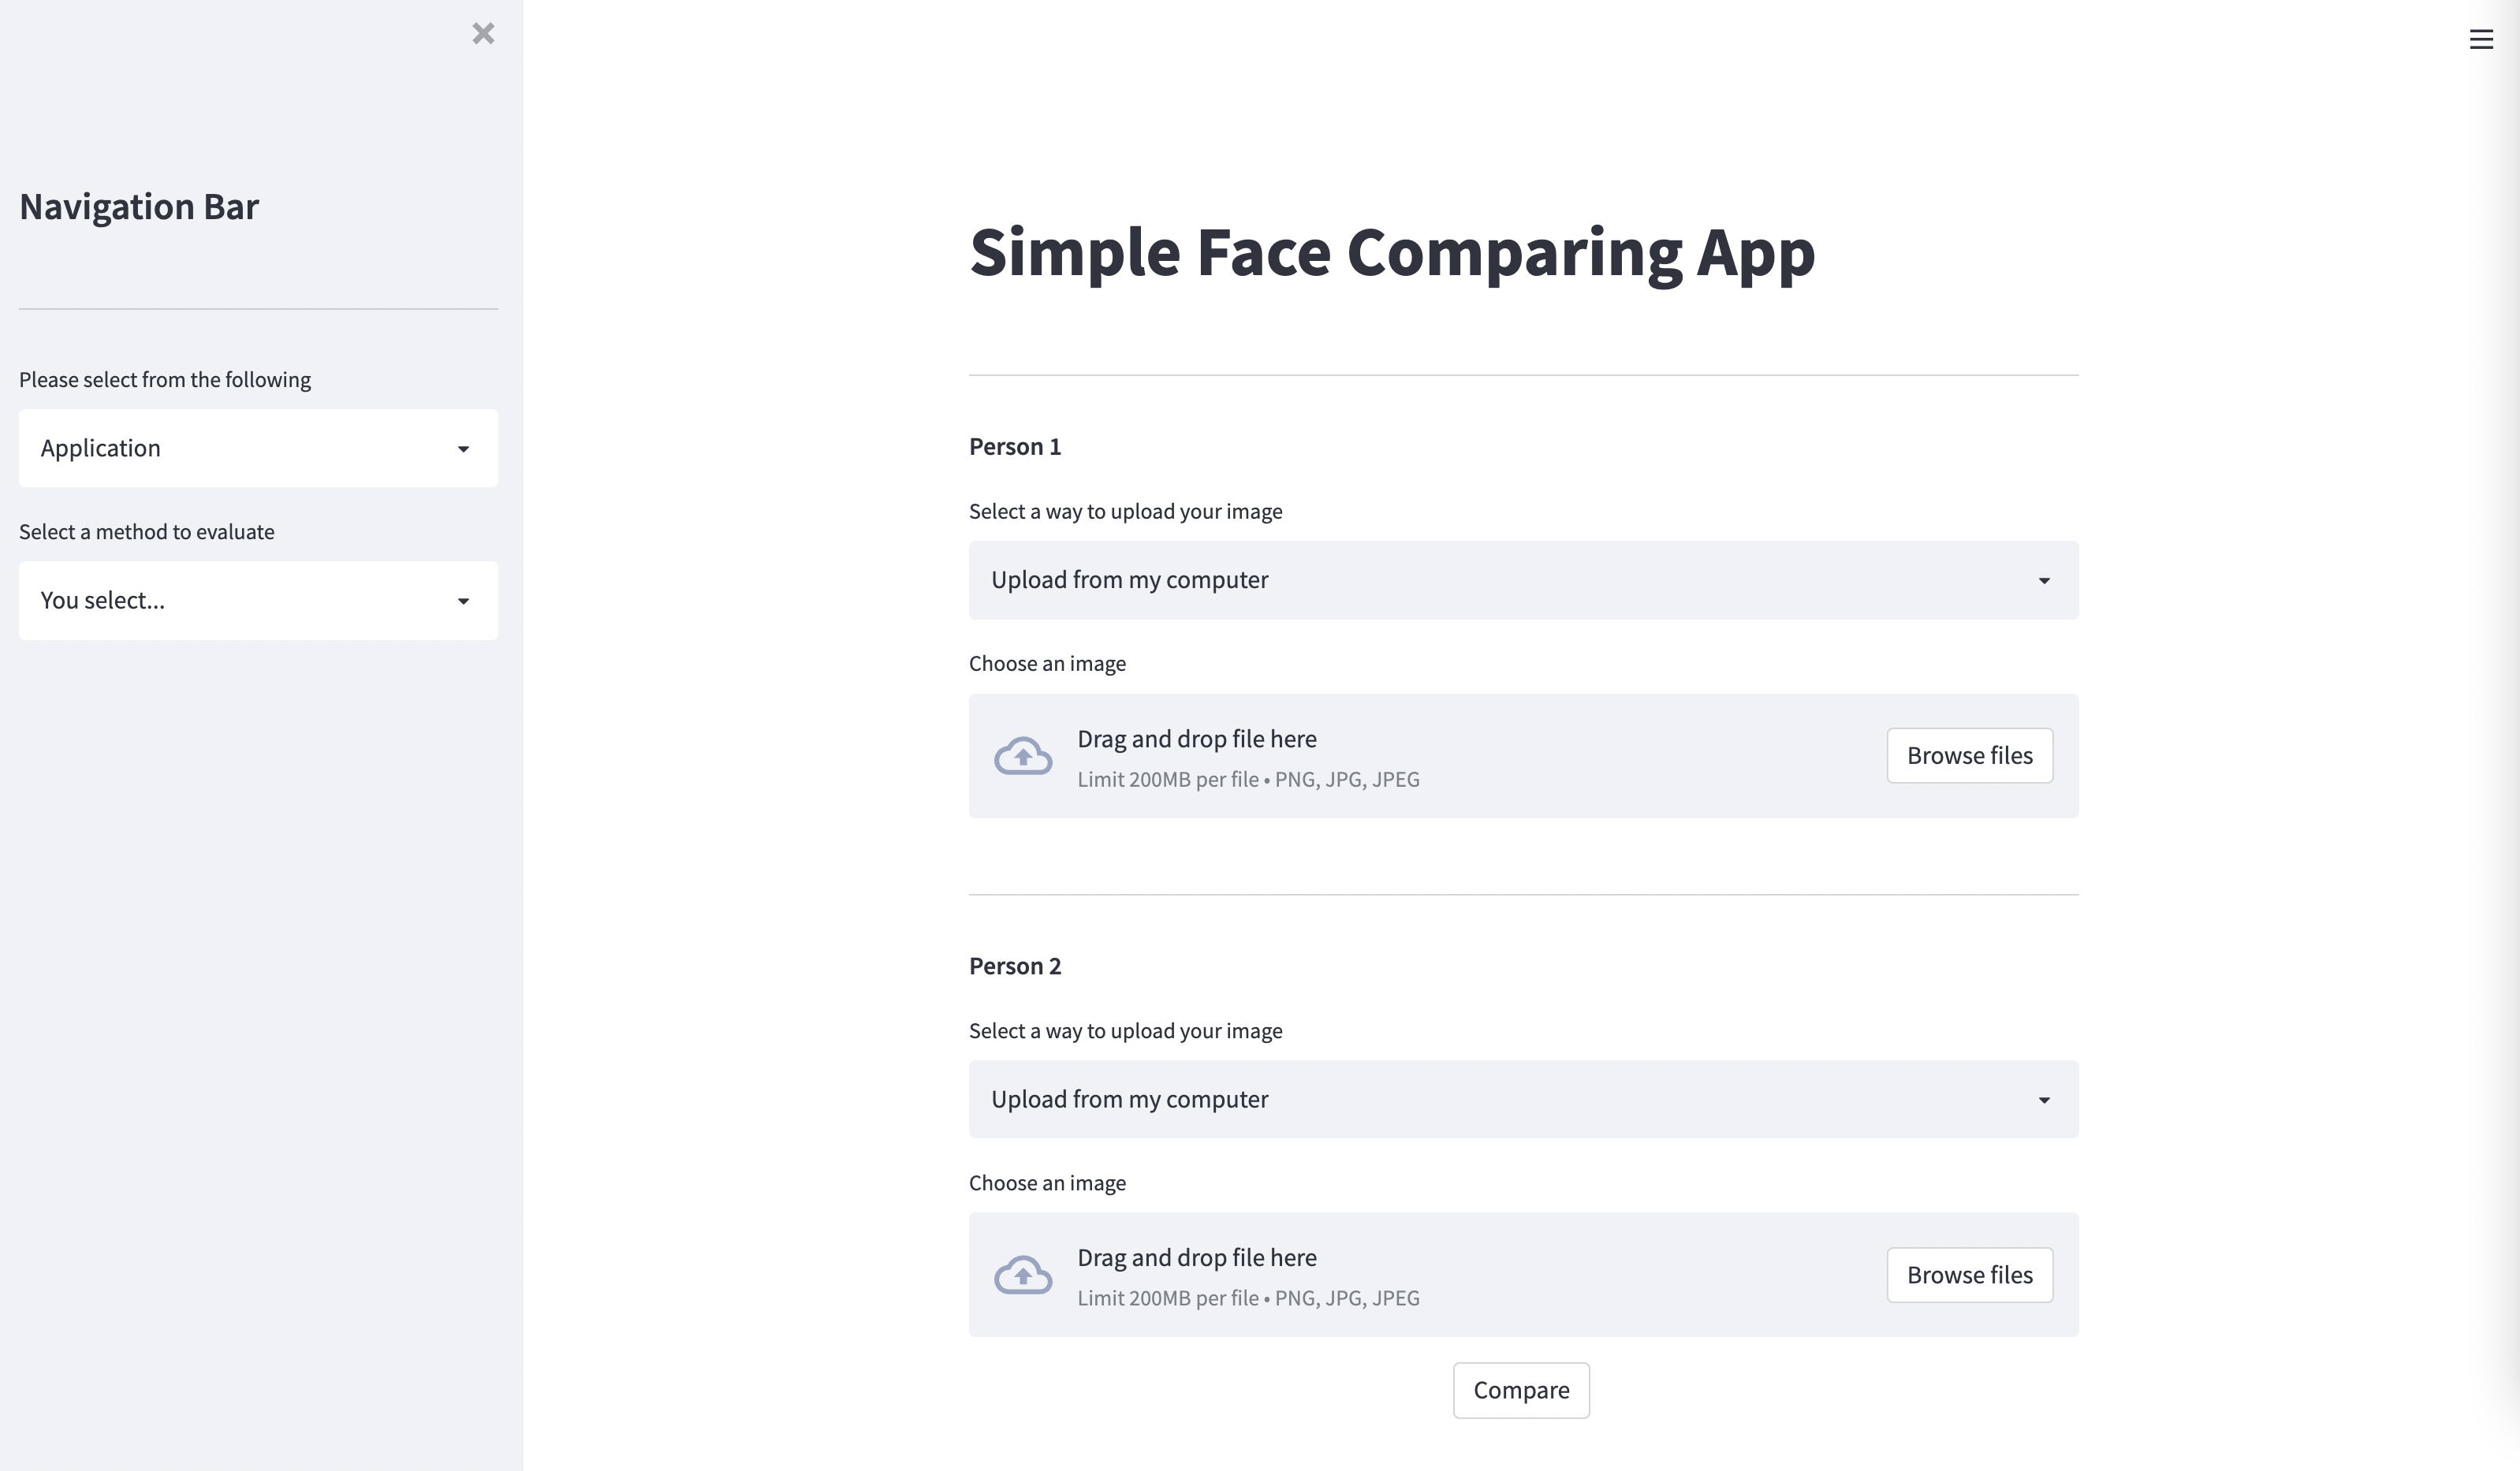 Navigation Bar
Please select from the following
Application
Select a method to evaluate
You select...
Simple Face Comparing App
Person 1
Select a way to upload your image
Upload from my computer
Choose an image
Drag and drop file here
Limit 200MB per file • PNG, JPG, JPEG
Browse files
Person 2
Select a way to upload your image
Upload from my computer
Choose an image
Drag and drop file here
Limit 200MB per file • PNG, JPG, JPEG
Browse files
Compare